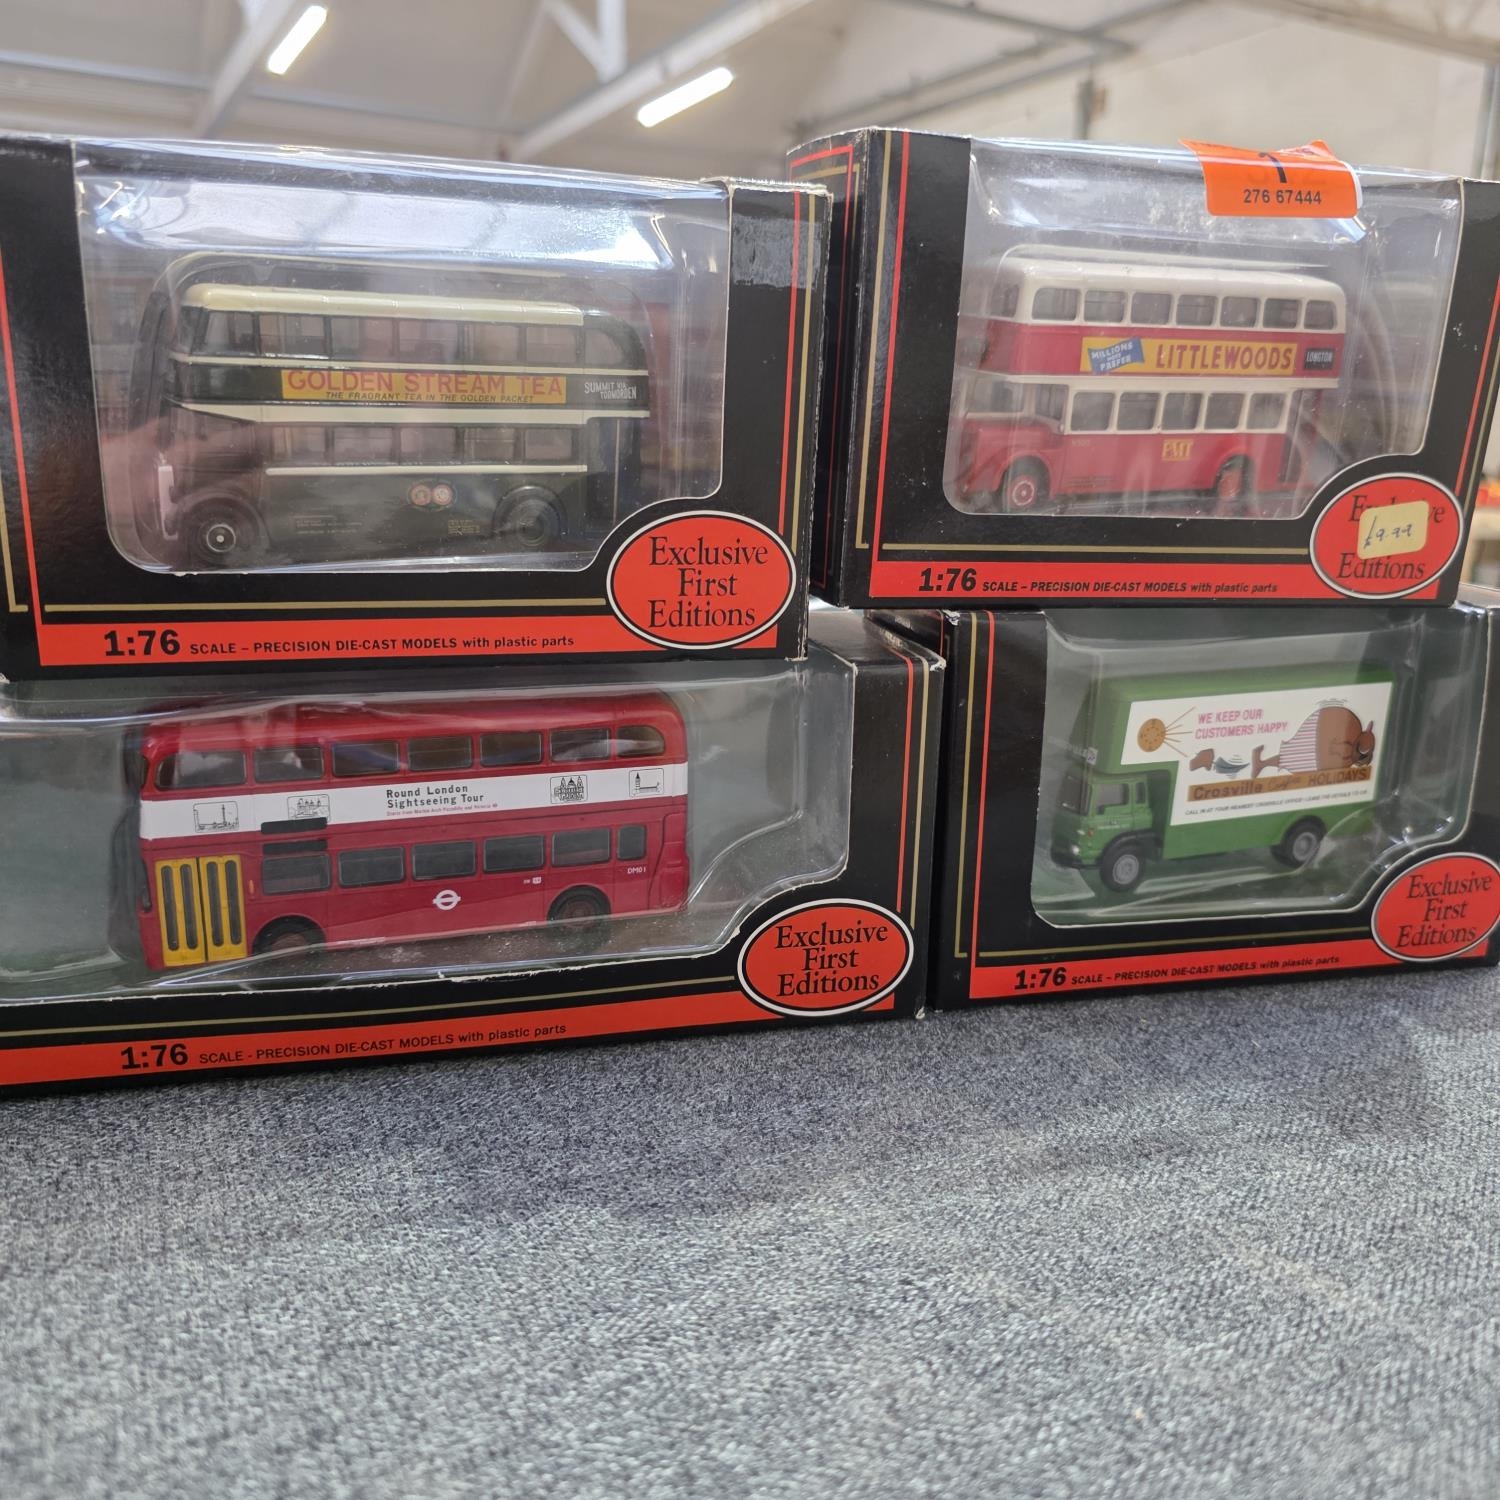 GOLDEN STREAM TEA
THE FRAGRANT TEA IN THE GOLDEN PACKET
SUMMIT VIA
TODMORDEN
Exclusive
First
Editions
1:76 SCALE – PRECISION DIE-CAST MODELS with plastic parts
1
276 67444
MILLIONS
MORE
PREFER
LITTLEWOODS
LONGTON
PMT
£9.99
Editions
1:76 SCALE – PRECISION DIE-CAST MODELS with plastic parts
Round London
Sightseeing Tour
DM01
Exclusive
First
Editions
1:76 SCALE - PRECISION DIE-CAST MODELS with plastic parts
WE KEEP OUR
CUSTOMERS HAPPY
Crosville HOLIDAYS
Exclusive
First
Editions
1:76 SCALE – PRECISION DIE-CAST MODELS with plastic parts